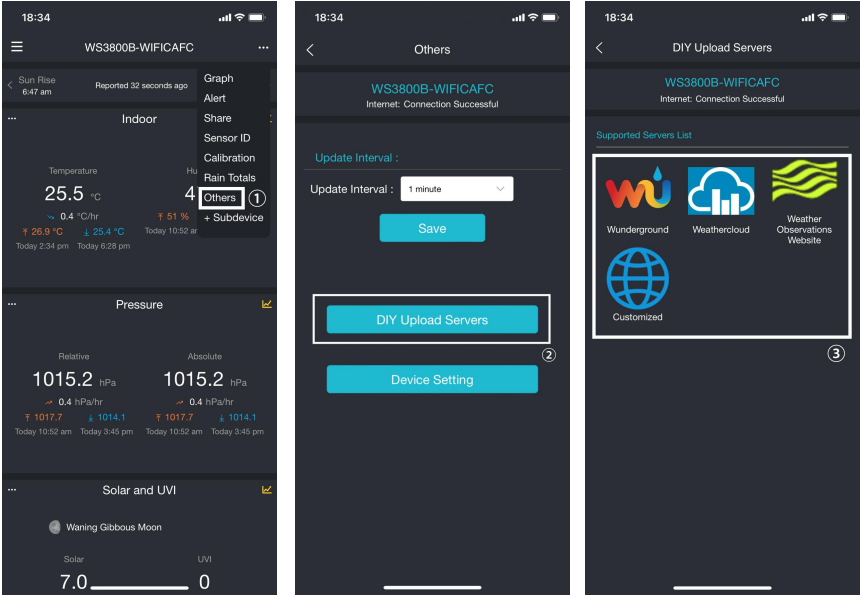 18:34
WS3800B-WIFICAFC
...
Sun Rise
6:47 am
Reported 32 seconds ago
Graph
Alert
Share
Sensor ID
Calibration
Rain Totals
Others ①
+ Subdevice
... Indoor
Temperature
25.5 °C
0.4 °C/hr
26.9 °C 25.4 °C
Today 2:34 pm Today 6:28 pm
51 %
Today 10:52
... Pressure
Relative Absolute
1015.2 hPa 1015.2 hPa
0.4 hPa/hr 0.4 hPa/hr
1017.7 1014.1 1017.7 1014.1
Today 10:52 am Today 3:45 pm Today 10:52 am Today 3:45 pm
... Solar and UVI
Waning Gibbous Moon
Solar UVI
7.0 0
18:34
Others
WS3800B-WIFICAFC
Internet: Connection Successful
Update Interval :
Update Interval : 1 minute
Save
DIY Upload Servers
②
Device Setting
18:34
DIY Upload Servers
WS3800B-WIFICAFC
Internet: Connection Successful
Supported Servers List
wu
Wunderground Weathercloud Weather
Observations
Website
Customized
③